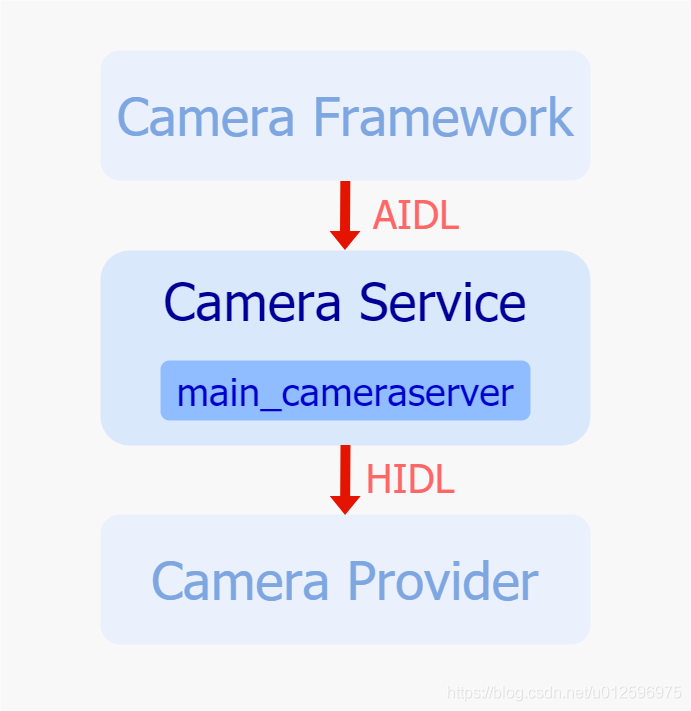 Camera Framework
AIDL
Camera Service
main_cameraserver
HIDL
Camera Provider
https://blog.csdn.net/u012596975